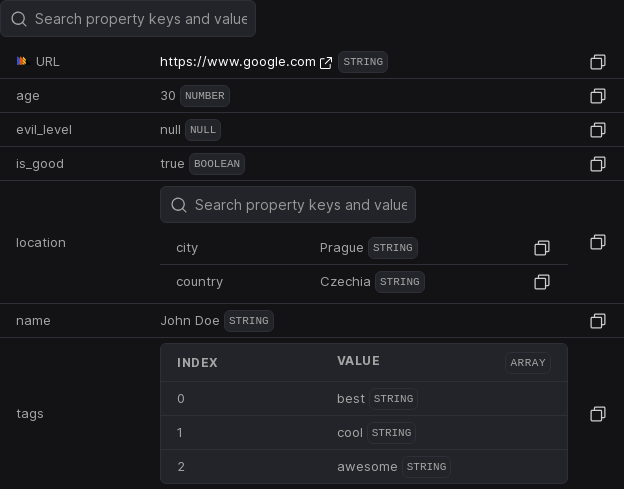 Search property keys and value
URL https://www.google.com STRING
age 30 NUMBER
evil_level null NULL
is_good true BOOLEAN
location
Search property keys and value
city Prague STRING
country Czechia STRING
name John Doe STRING
tags
INDEX VALUE ARRAY
0 best STRING
1 cool STRING
2 awesome STRING